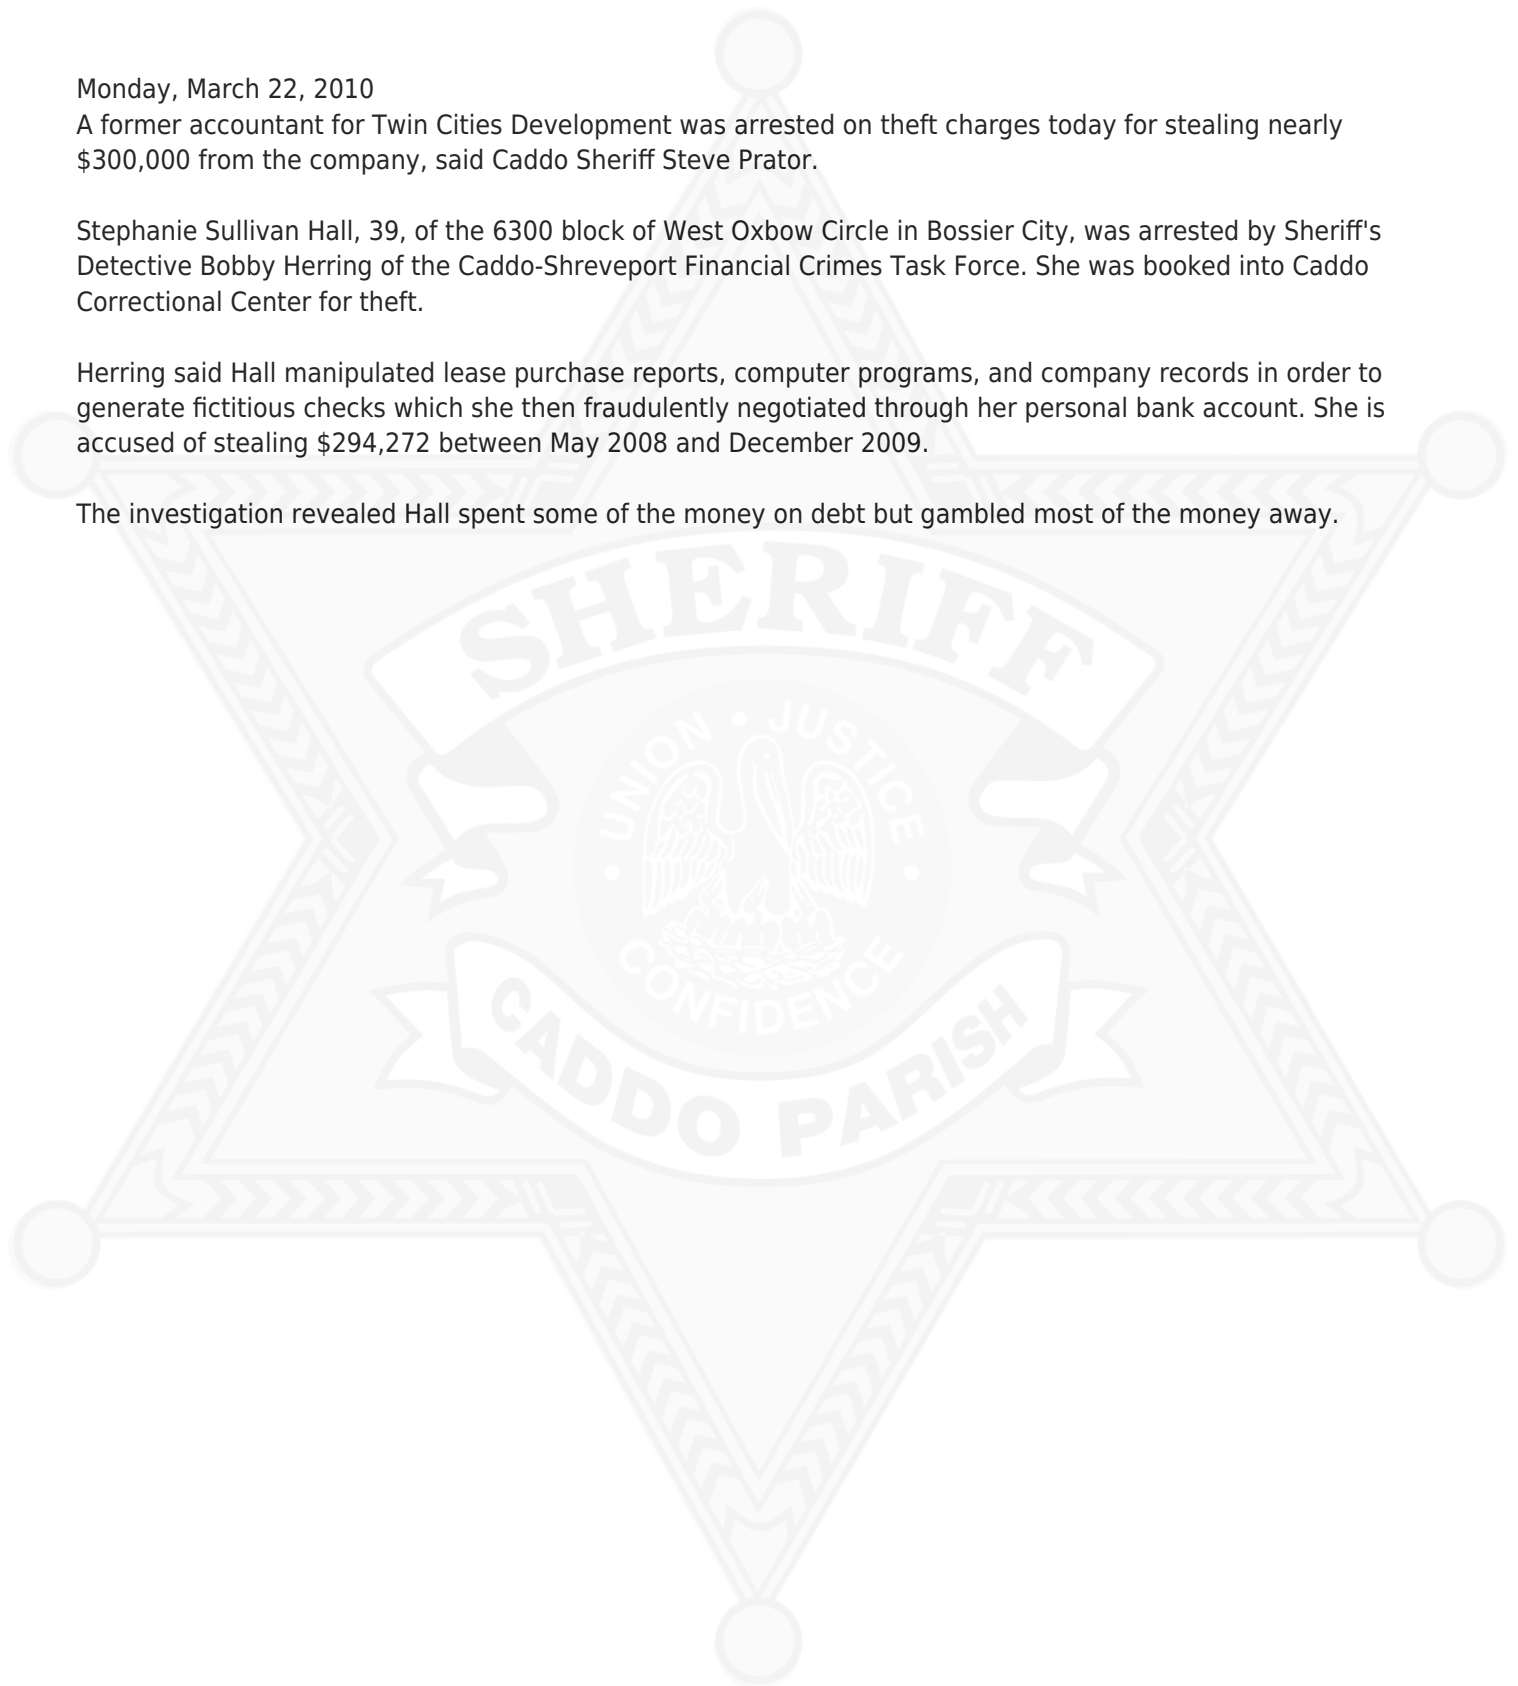 Monday, March 22, 2010
A former accountant for Twin Cities Development was arrested on theft charges today for stealing nearly
$300,000 from the company, said Caddo Sheriff Steve Prator.
Stephanie Sullivan Hall, 39, of the 6300 block of West Oxbow Circle in Bossier City, was arrested by Sheriff's
Detective Bobby Herring of the Caddo-Shreveport Financial Crimes Task Force. She was booked into Caddo
Correctional Center for theft.
Herring said Hall manipulated lease purchase reports, computer programs, and company records in order to
generate fictitious checks which she then fraudulently negotiated through her personal bank account. She is
accused of stealing $294,272 between May 2008 and December 2009.
The investigation revealed Hall spent some of the money on debt but gambled most of the money away.
SHERIFF
UNION • JUSTICE
• CONFIDENCE •
CADDO PARISH